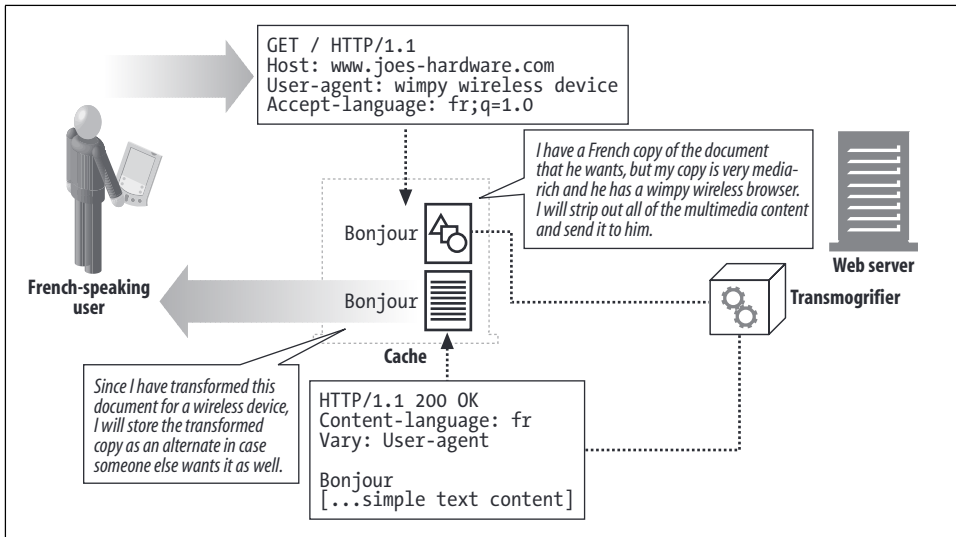 GET / HTTP/1.1
Host: www.joes-hardware.com
User-agent: wimpy wireless device
Accept-language: fr;q=1.0
I have a French copy of the document
that he wants, but my copy is very media-
rich and he has a wimpy wireless browser.
I will strip out all of the multimedia content
and send it to him.
Bonjour
Web server
French-speaking
user
Bonjour
Transmogrifier
Cache
Since I have transformed this
document for a wireless device,
I will store the transformed
copy as an alternate in case
someone else wants it as well.
HTTP/1.1 200 OK
Content-language: fr
Vary: User-agent
Bonjour
[...simple text content]